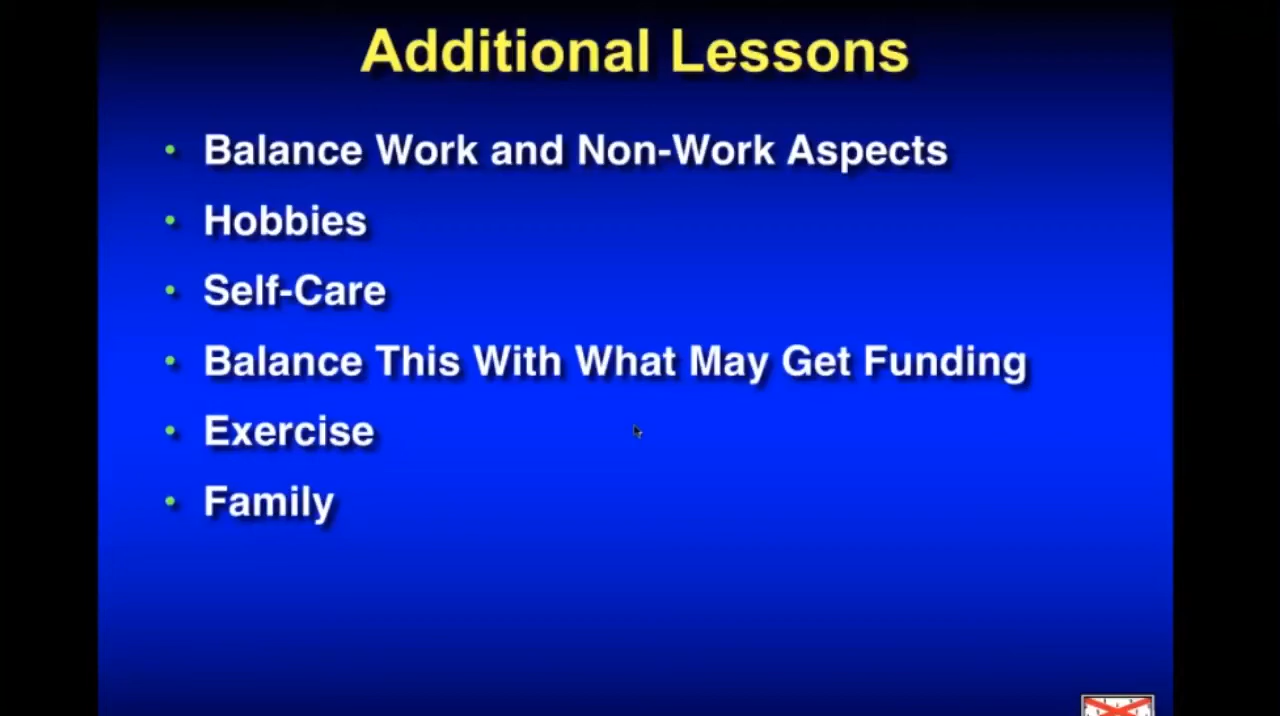 Additional Lessons
• Balance Work and Non-Work Aspects
• Hobbies
• Self-Care
• Balance This With What May Get Funding
• Exercise
• Family